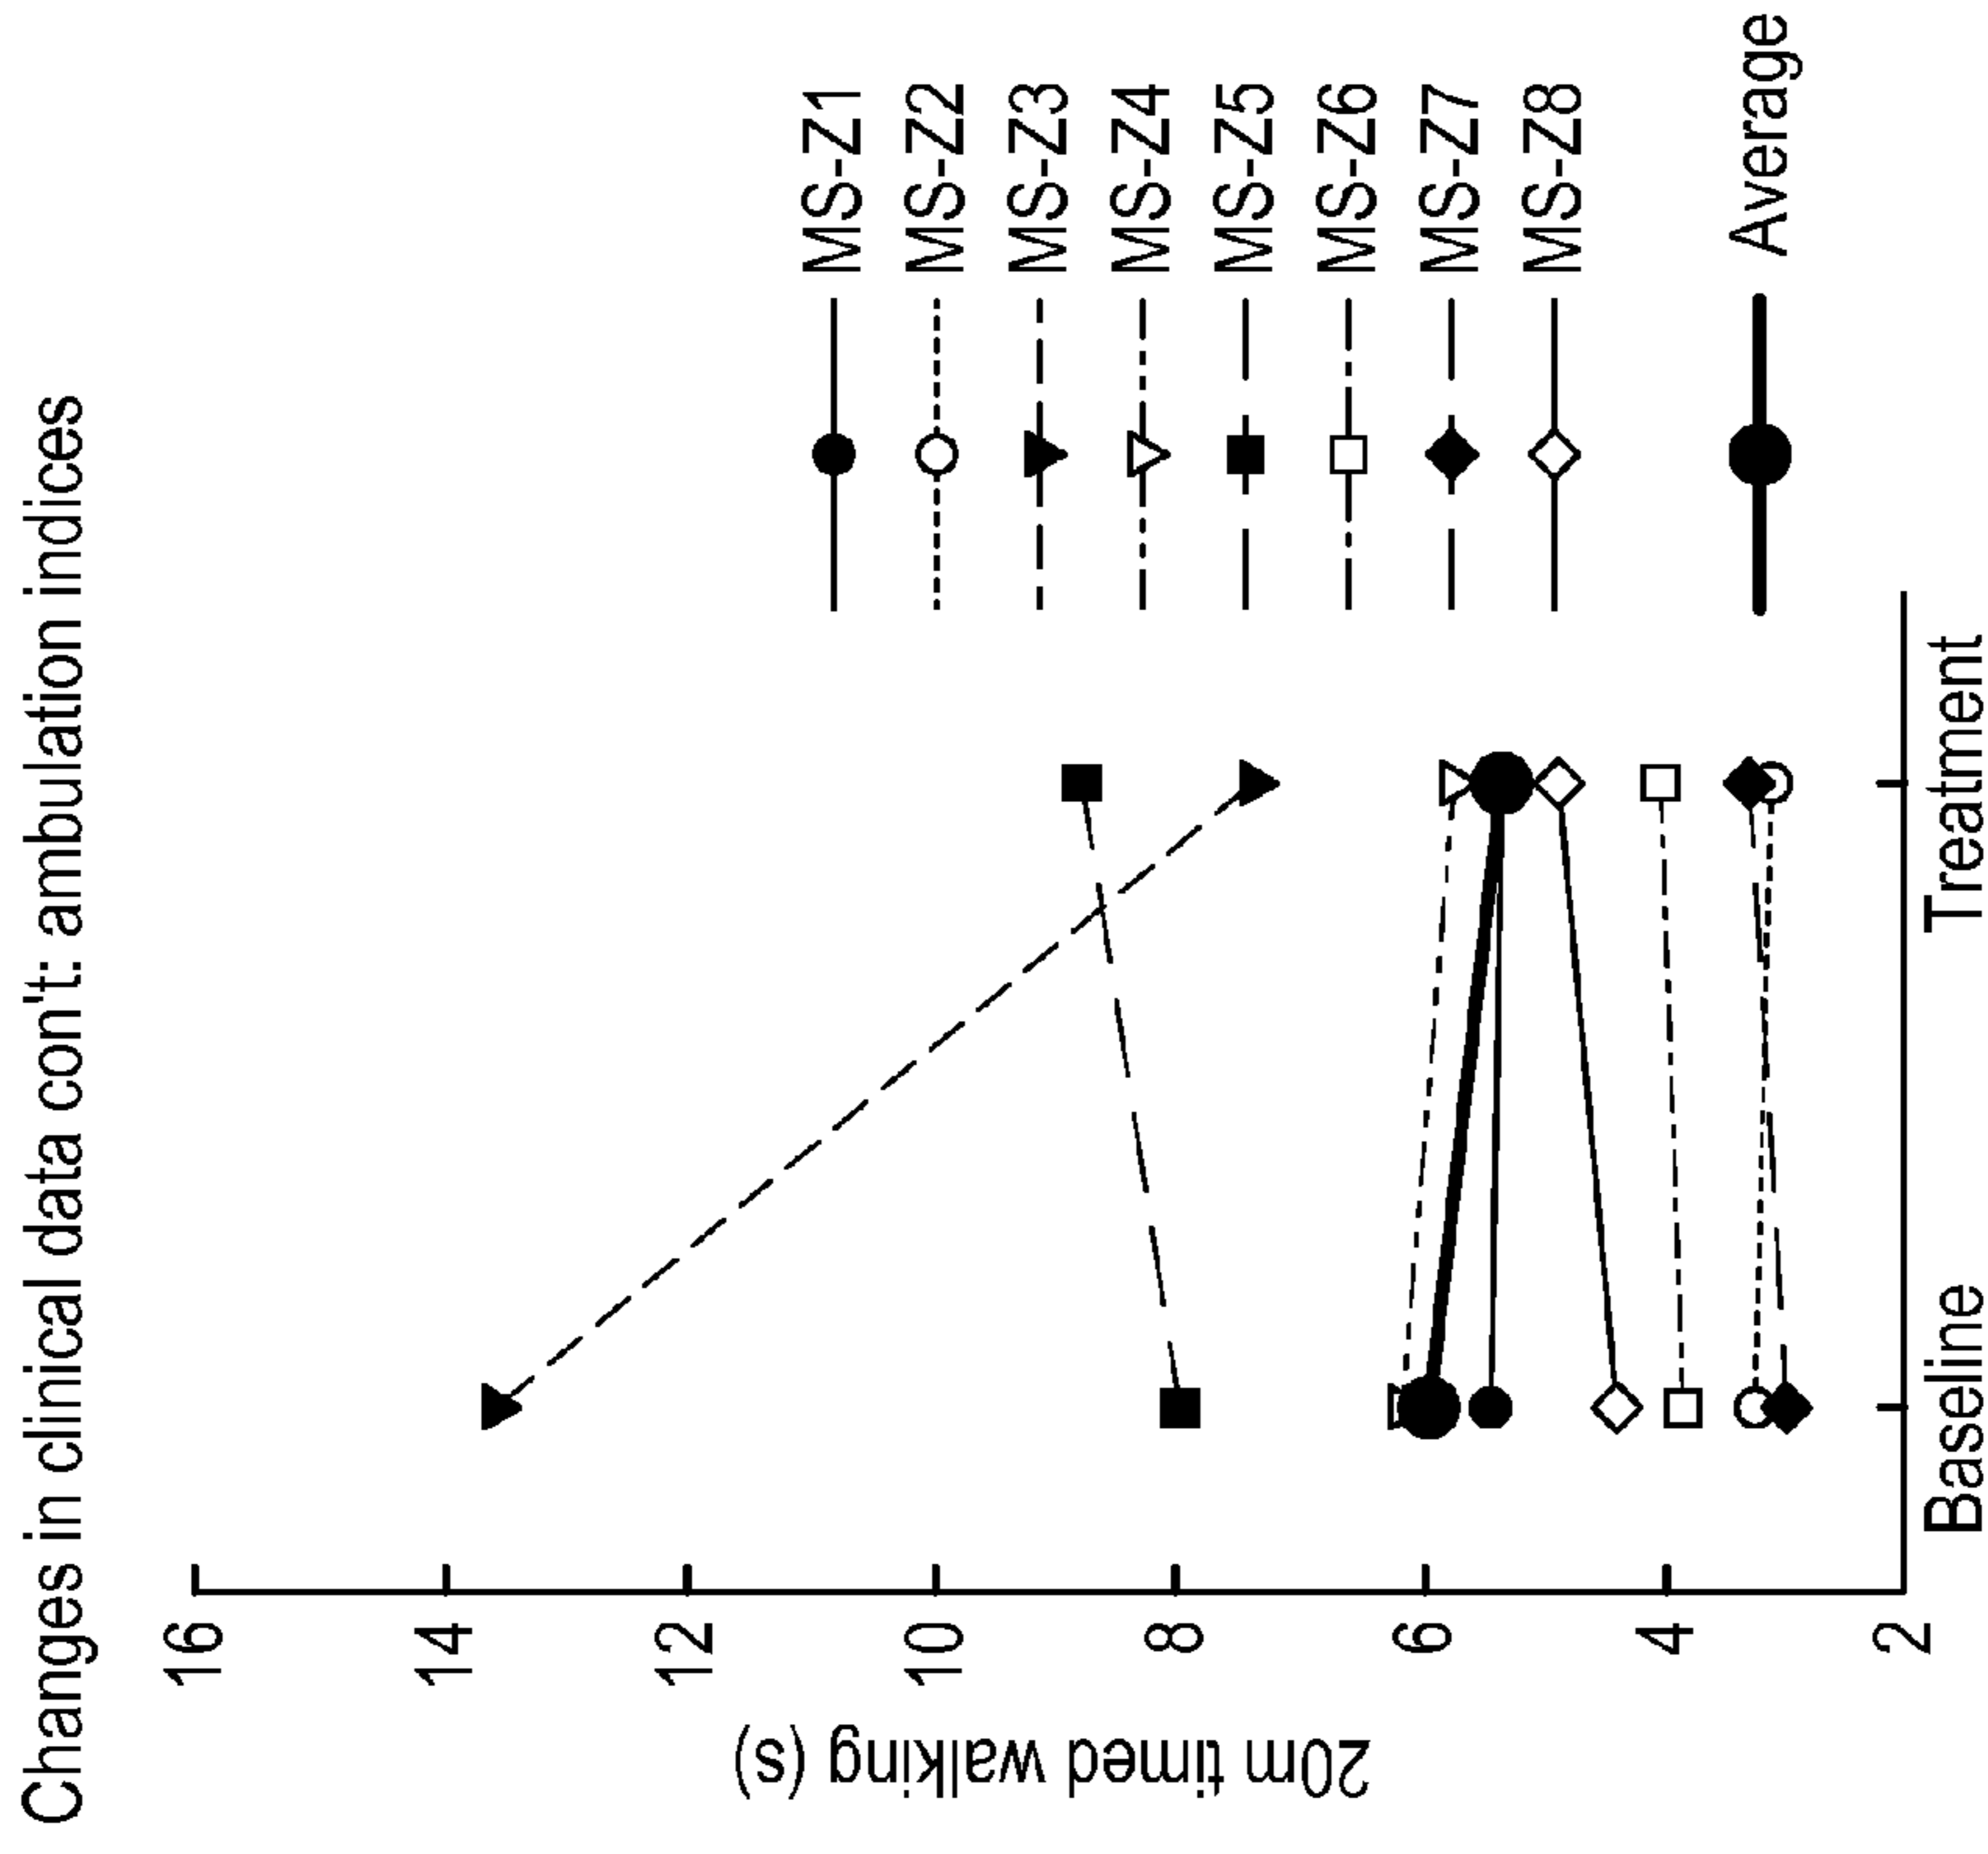 Changes in clinical data con't: ambulation indices
20m timed walking (s)
16
14
12
10
8
6
4
2
Baseline
Treatment
MS-Z1
MS-Z2
MS-Z3
MS-Z4
MS-Z5
MS-Z6
MS-Z7
MS-Z8
Average